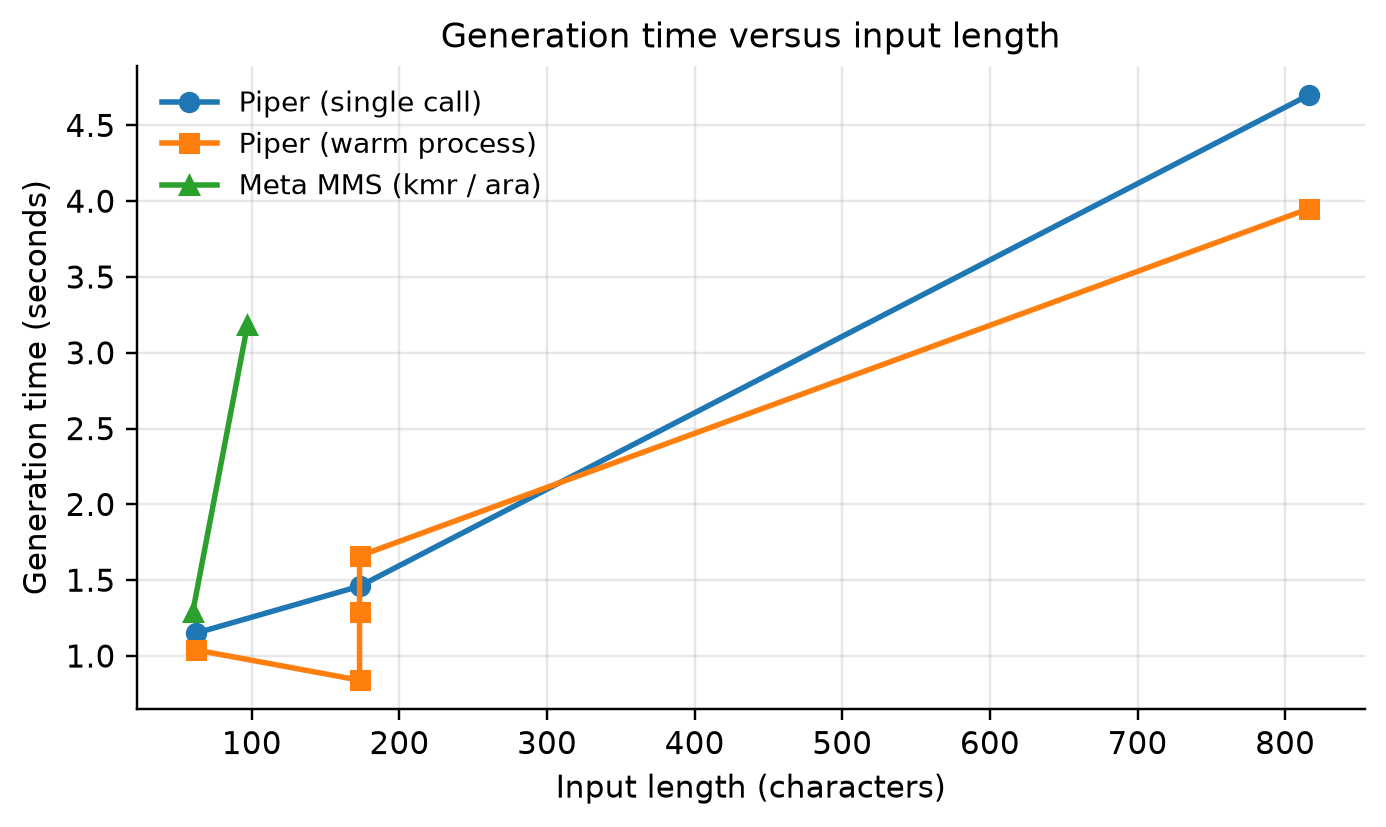 Generation time versus input length
Piper (single call)
Piper (warm process)
Meta MMS (kmr / ara)
Generation time (seconds)
4.5
4.0
3.5
3.0
2.5
2.0
1.5
1.0
100 200 300 400 500 600 700 800
Input length (characters)